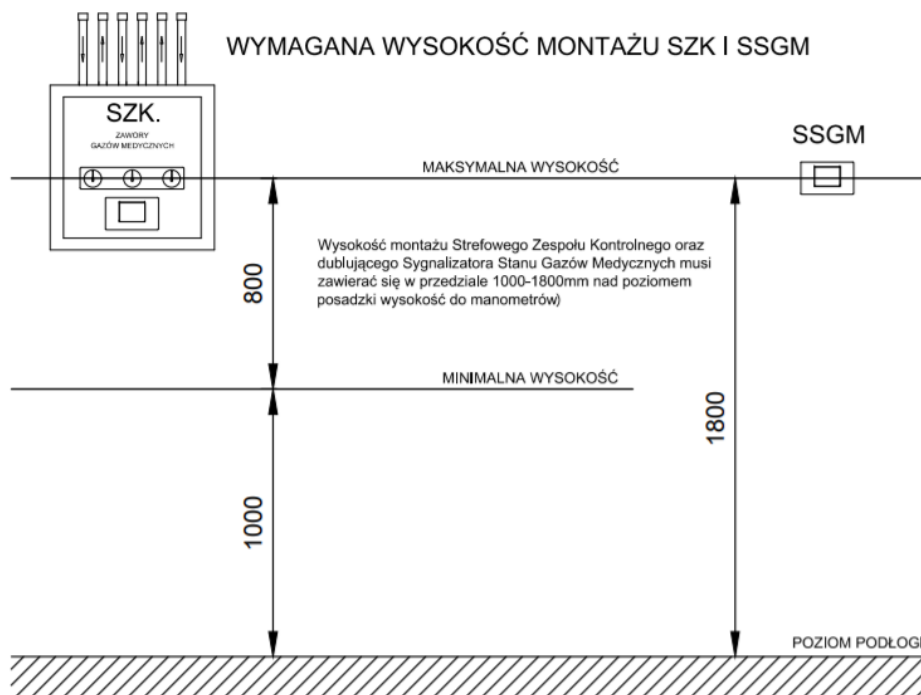 WYMAGANA WYSOKOŚĆ MONTAŻU SZK I SSGM
SZK.
ZAWORY
GAZÓW MEDYCZNYCH
SSGM
MAKSYMALNA WYSOKOŚĆ
Wysokość montażu Strefowego Zespołu Kontrolnego oraz
dublującego Sygnalizatora Stanu Gazów Medycznych musi
zawierać się w przedziale 1000-1800mm nad poziomem
posadzki wysokość do manometrów)
800
MINIMALNA WYSOKOŚĆ
1800
1000
POZIOM PODŁOGI